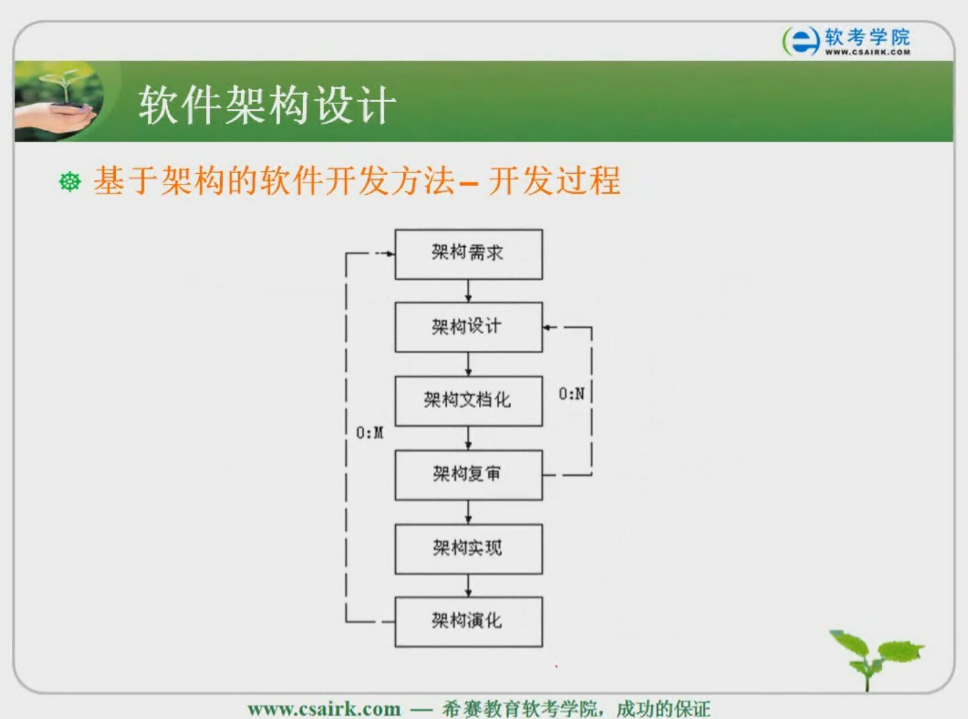 软考学院
WWW.CSAIRK.COM
软件架构设计
基于架构的软件开发方法– 开发过程
架构需求
架构设计
架构文档化
0:N
0:M
架构复审
架构实现
架构演化
www.csairk.com — 希赛教育软考学院，成功的保证